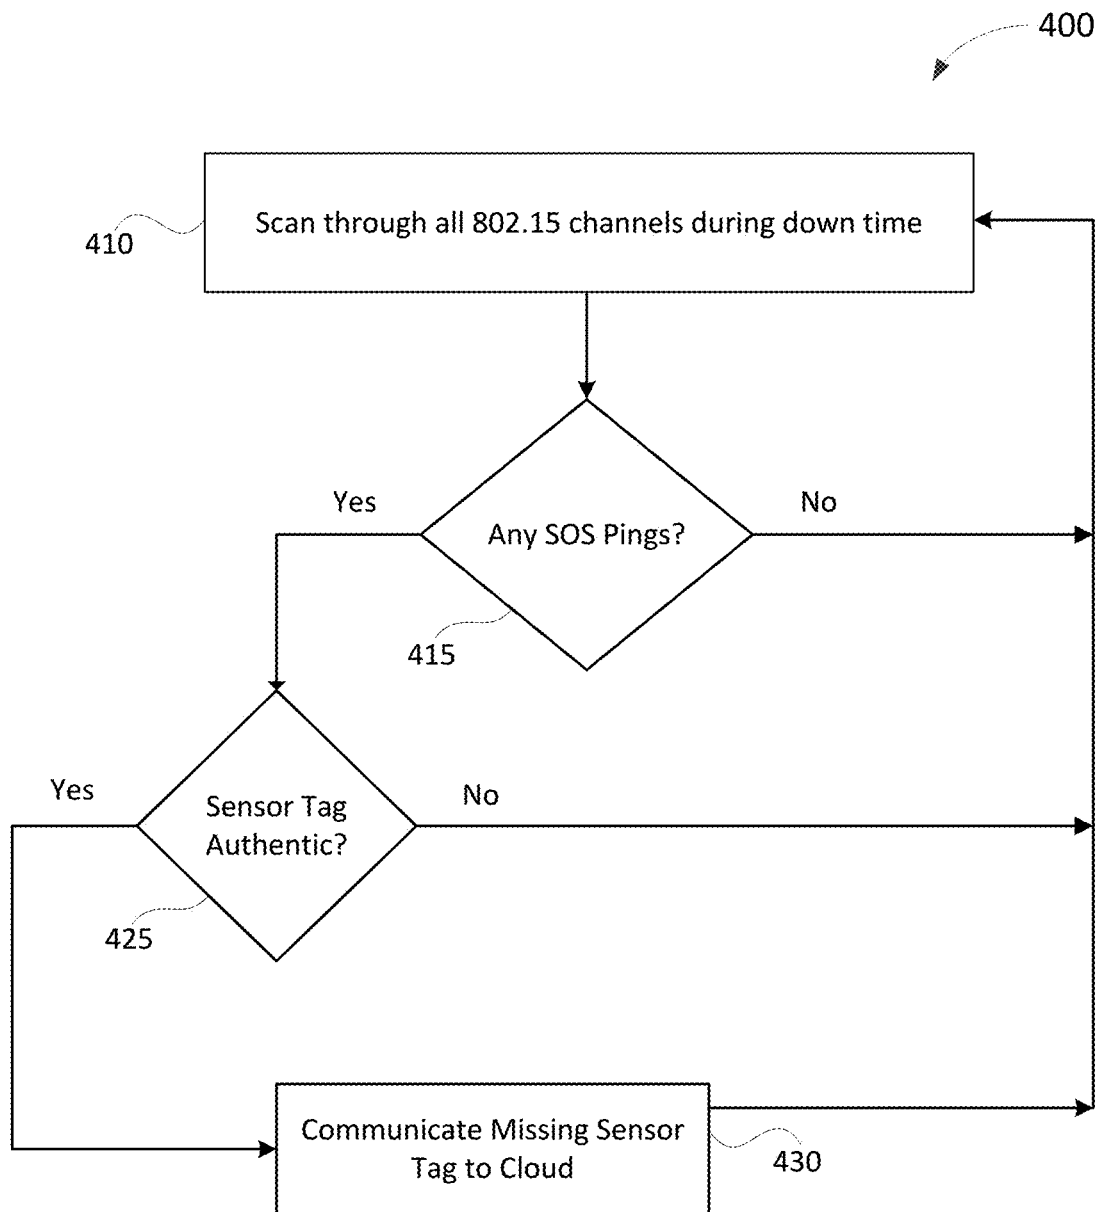 400
Scan through all 802.15 channels during down time
410
Yes
No
Any SOS Pings?
415
Yes
No
Sensor Tag
Authentic?
425
Communicate Missing Sensor
Tag to Cloud
430